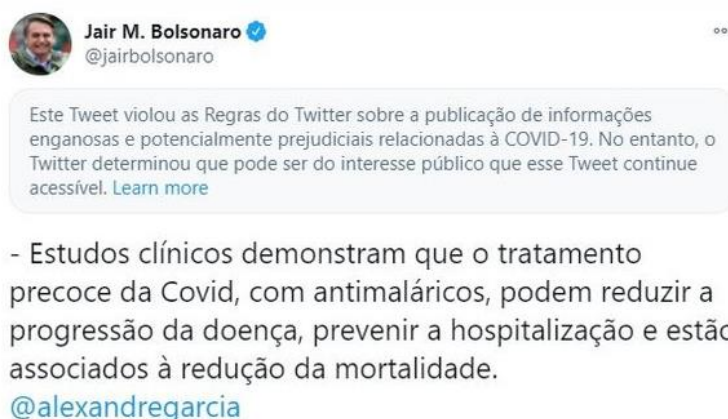 Jair M. Bolsonaro
@jairbolsonaro
Este Tweet violou as Regras do Twitter sobre a publicação de informações
enganosas e potencialmente prejudiciais relacionadas à COVID-19. No entanto, o
Twitter determinou que pode ser do interesse público que esse Tweet continue
acessível. Learn more
- Estudos clínicos demonstram que o tratamento
precoce da Covid, com antimaláricos, podem reduzir a
progressão da doença, prevenir a hospitalização e estão
associados à redução da mortalidade.
@alexandregarcia